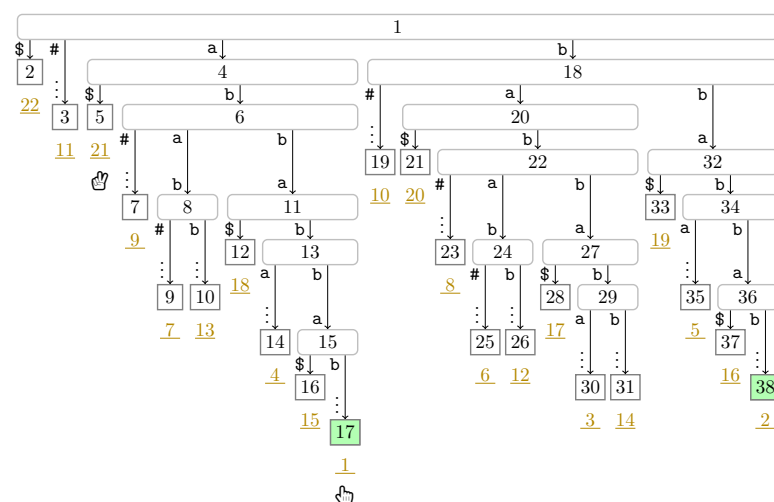 1
$ # a b
2 4 18
22 $ b # a b
3 5 6 20
11 21 # a b $ b a
19 21 22 32
10 20 # a b $ b
b a a
7 8 11 33 34
9 # b $ b 19 a b
23 24 27
12 13 8 # b $ b a
18 a b
9 10 25 26 28 29 35 36
7 13 a 6 12 17 a b 5 $ b
14 15 37
4 $ b 16
16 30 31 38
15 3 14 2
17
1